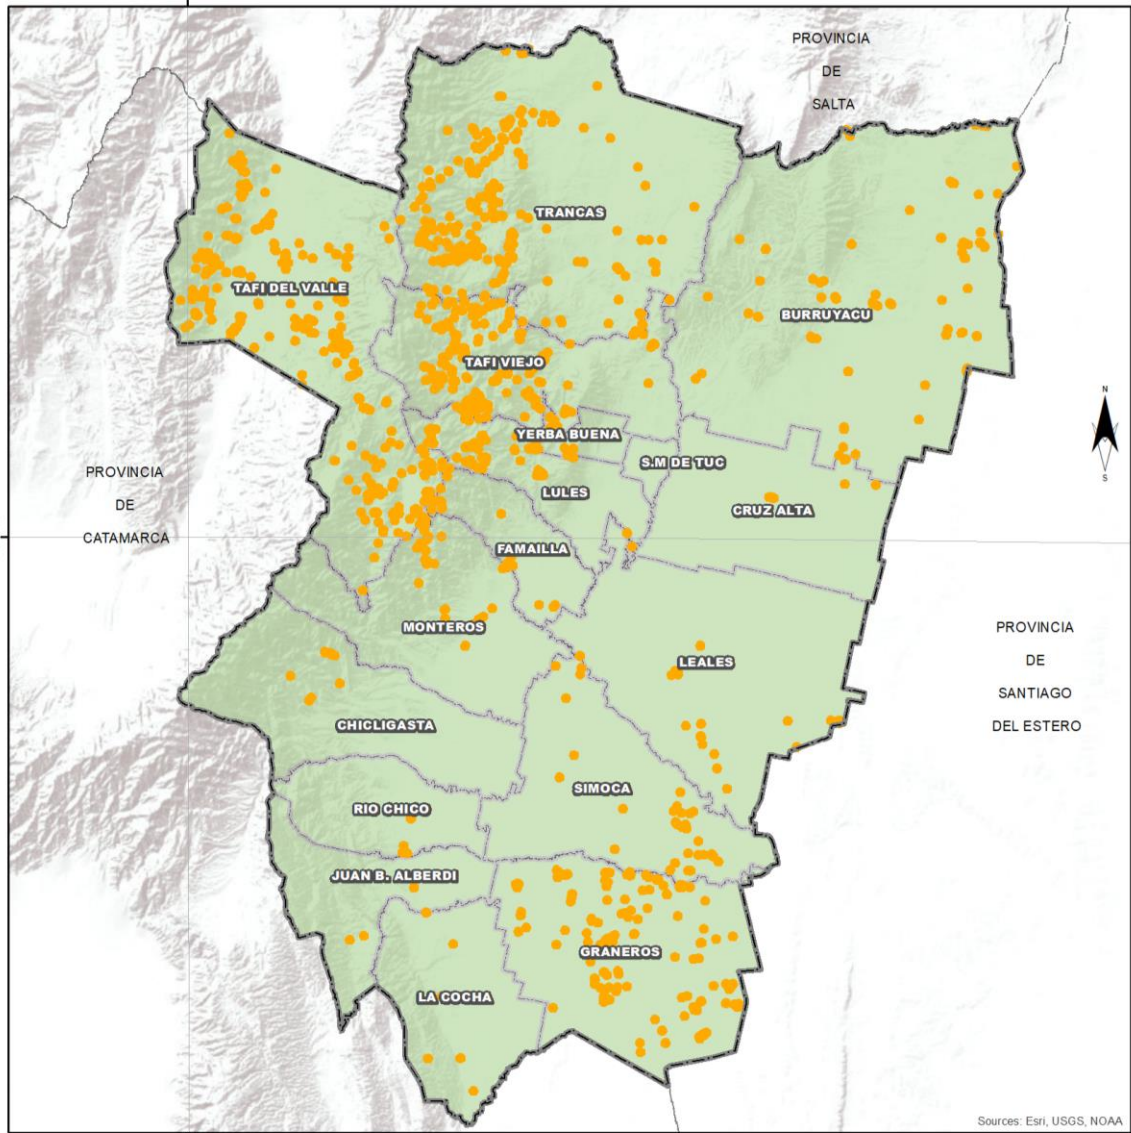 PROVINCIA
DE
SALTA
TRANCAS
TAFI DEL VALLE
BURRUYACU
TAFI VIEJO
N
S
YERBA BUENA
S.M DE TUC
LULES
CRUZ ALTA
PROVINCIA
DE
CATAMARCA
FAMAILLA
MONTEROS
LEALES
PROVINCIA
DE
SANTIAGO
DEL ESTERO
CHICLIGASTA
SIMOCA
RIO CHICO
JUAN B. ALBERDI
GRANEROS
LA COCHA
Sources: Esri, USGS, NOAA